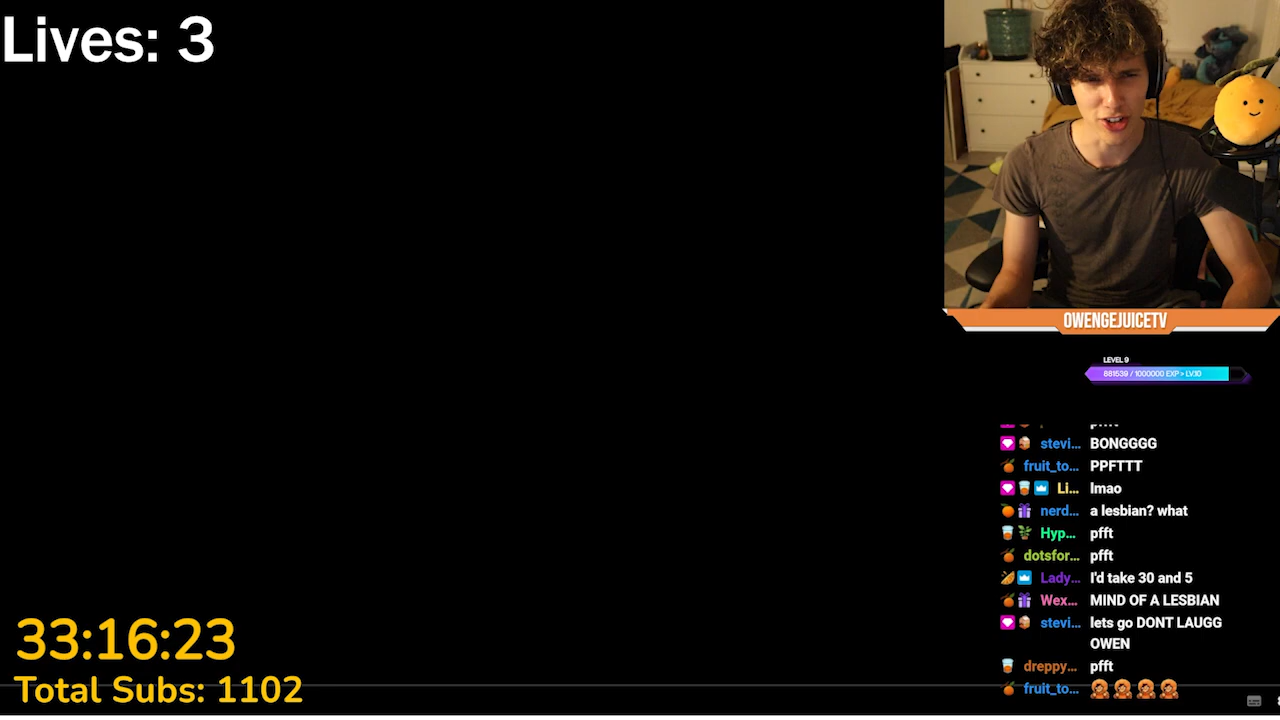 Lives: 3
OWENGEJUICETV
LEVEL 9
881539 / 1000000 EXP > LV.10
stevi... BONGGGG
fruit_to... PPFTTT
Li... lmao
nerd... a lesbian? what
Hyp... pfft
dotsfor... pfft
Lady... I'd take 30 and 5
Wex... MIND OF A LESBIAN
stevi... lets go DONT LAUGG
OWEN
dreppy... pfft
fruit_to...
33:16:23
Total Subs: 1102